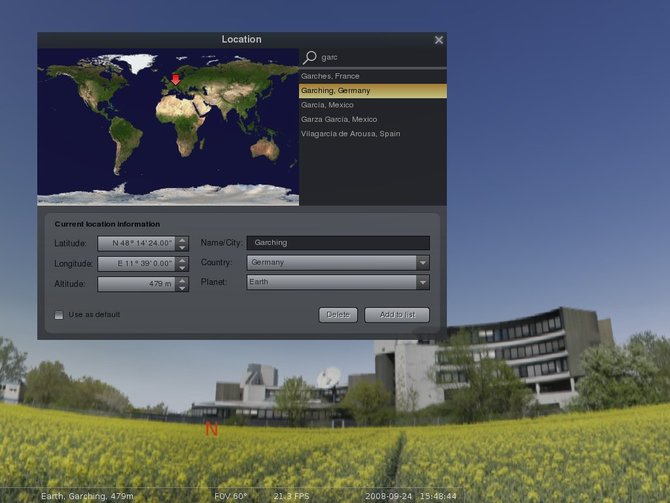 Location
garc
Garches, France
Garching, Germany
García, Mexico
Garza García, Mexico
Vilagarcía de Arousa, Spain
Current location information
Latitude: N 48° 14' 24.00"
Name/City: Garching
Longitude: E 11° 39' 0.00"
Country: Germany
Altitude: 479 m
Planet: Earth
Use as default
Delete
Add to list
N
Earth, Garching, 479m FOV 60° 21.3 FPS 2008-09-24 15:48:44